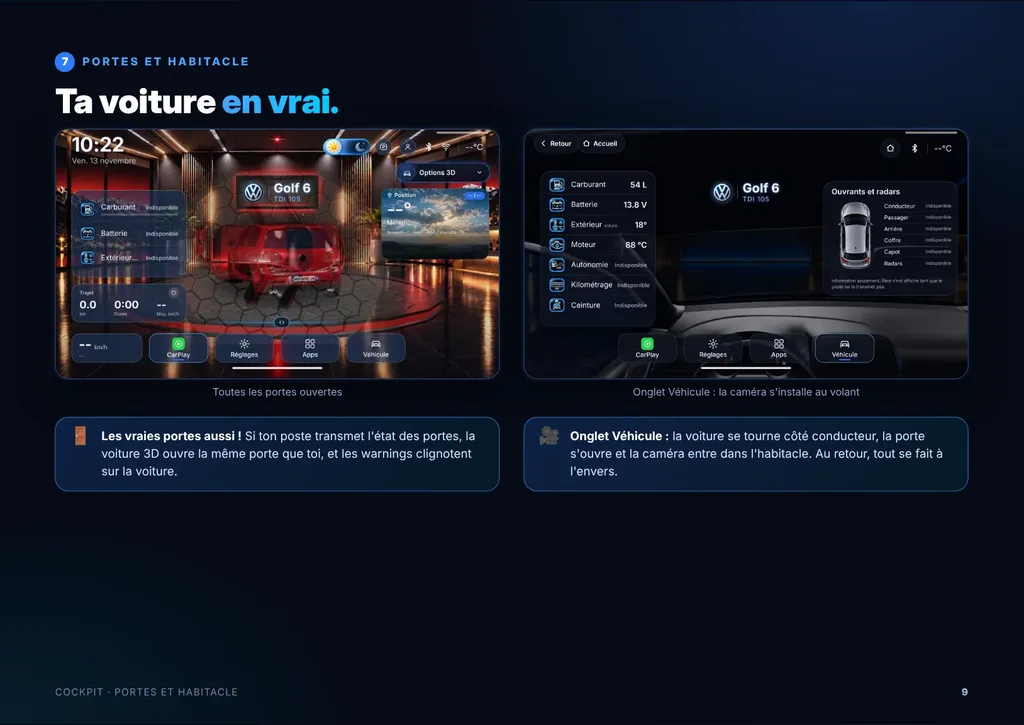 7 PORTES ET HABITACLE
Ta voiture en vrai.
10:22
Ven. 13 novembre
--°C
Options 3D
Golf 6
TDI 105
Position
Carburant Indisponible
Batterie Indisponible
Extérieur... Indisponible
Trajet
0.0 0:00 --
km Durée Moy. km/h
-- km/h
CarPlay
Réglages
Apps
Véhicule
Toutes les portes ouvertes
Retour
Accueil
--°C
Golf 6
TDI 105
Carburant 54 L
Batterie 13.8 V
Extérieur voiture 18°
Moteur 88 °C
Autonomie Indisponible
Kilométrage Indisponible
Ceinture Indisponible
Ouvrants et radars
Conducteur Indisponible
Passager Indisponible
Arrière Indisponible
Coffre Indisponible
Capot Indisponible
Radars Indisponible
CarPlay
Réglages
Apps
Véhicule
Onglet Véhicule : la caméra s'installe au volant
Les vraies portes aussi ! Si ton poste transmet l'état des portes, la
voiture 3D ouvre la même porte que toi, et les warnings clignotent
sur la voiture.
Onglet Véhicule : la voiture se tourne côté conducteur, la porte
s'ouvre et la caméra entre dans l'habitacle. Au retour, tout se fait à
l'envers.
COCKPIT · PORTES ET HABITACLE
9